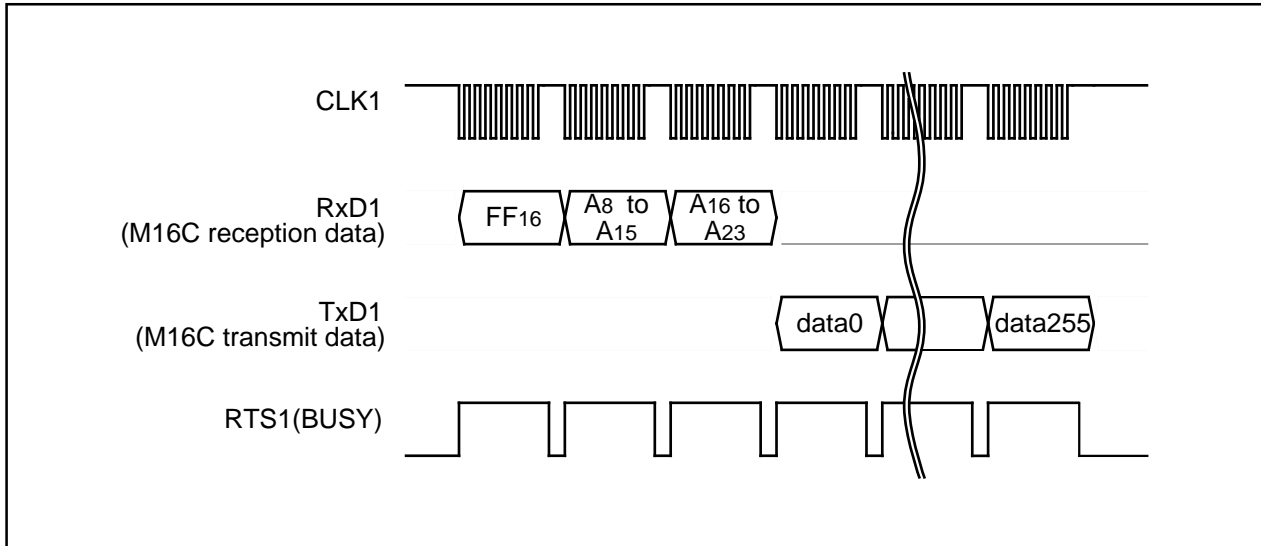 CLK1
RxD1
(M16C reception data)
FF16
A8 to
A15
A16 to
A23
TxD1
(M16C transmit data)
data0
data255
RTS1(BUSY)